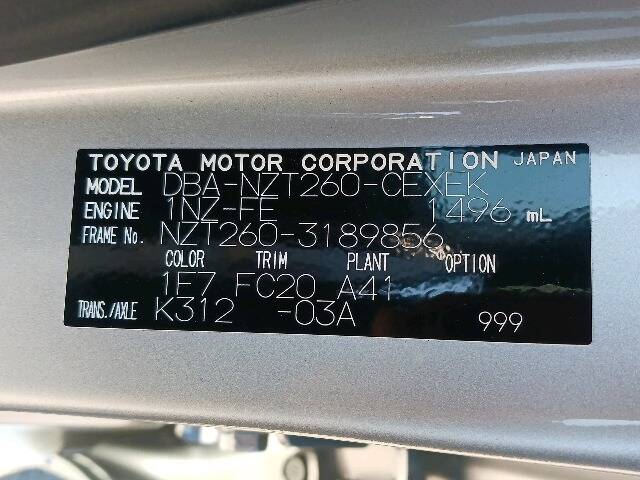 TOYOTA MOTOR CORPORATION JAPAN
MODEL DBA-NZT260-CEXEK
ENGINE 1NZ-FE 1496 mL
FRAME No. NZT260-3189856
COLOR TRIM PLANT OPTION
1E7 FC20 A41
TRANS./AXLE K312 -03A 999